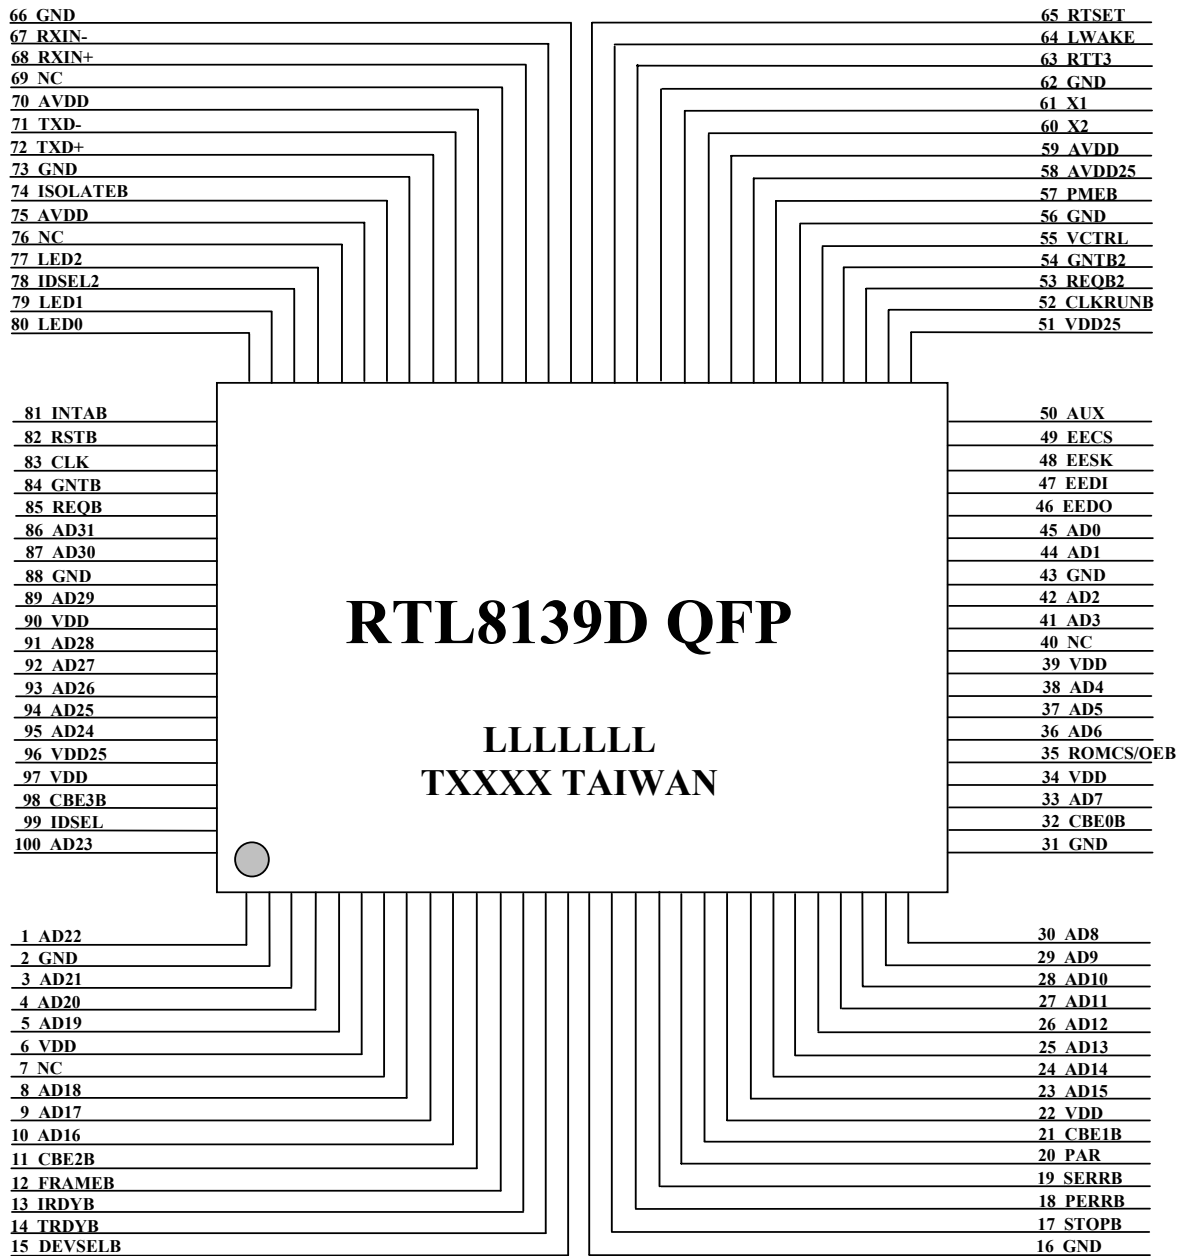 66 GND
67 RXIN-
68 RXIN+
69 NC
70 AVDD
71 TXD-
72 TXD+
73 GND
74 ISOLATEB
75 AVDD
76 NC
77 LED2
78 IDSEL2
79 LED1
80 LED0
65 RTSET
64 LWAKE
63 RTT3
62 GND
61 X1
60 X2
59 AVDD
58 AVDD25
57 PMEB
56 GND
55 VCTRL
54 GNTB2
53 REQB2
52 CLKRUNB
51 VDD25
81 INTAB
82 RSTB
83 CLK
84 GNTB
85 REQB
86 AD31
87 AD30
88 GND
89 AD29
90 VDD
91 AD28
92 AD27
93 AD26
94 AD25
95 AD24
96 VDD25
97 VDD
98 CBE3B
99 IDSEL
100 AD23
RTL8139D QFP
LLLLLLL
TXXXX TAIWAN
50 AUX
49 EECS
48 EESK
47 EEDI
46 EEDO
45 AD0
44 AD1
43 GND
42 AD2
41 AD3
40 NC
39 VDD
38 AD4
37 AD5
36 AD6
35 ROMCS/OEB
34 VDD
33 AD7
32 CBE0B
31 GND
1 AD22
2 GND
3 AD21
4 AD20
5 AD19
6 VDD
7 NC
8 AD18
9 AD17
10 AD16
11 CBE2B
12 FRAMEB
13 IRDYB
14 TRDYB
15 DEVSELB
30 AD8
29 AD9
28 AD10
27 AD11
26 AD12
25 AD13
24 AD14
23 AD15
22 VDD
21 CBE1B
20 PAR
19 SERRB
18 PERRB
17 STOPB
16 GND